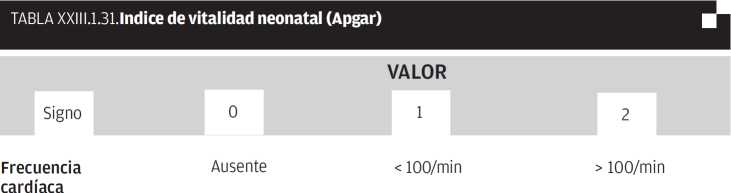 TABLA XXIII.1.31.Indice de vitalidad neonatal (Apgar)
VALOR
Signo 0 1 2
Frecuencia Ausente < 100/min > 100/min
cardíaca